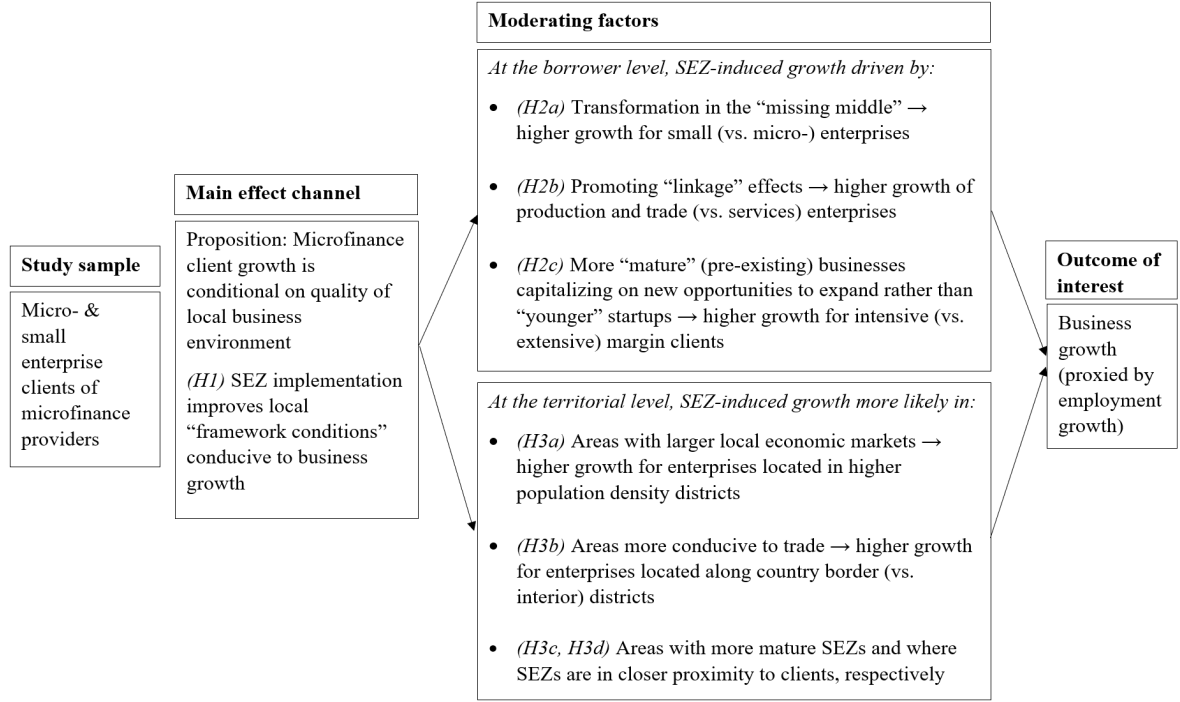 Study sample
Micro- &
small
enterprise
clients of
microfinance
providers
Main effect channel
Proposition: Microfinance
client growth is
conditional on quality of
local business
environment
(H1) SEZ implementation
improves local
“framework conditions”
conducive to business
growth
Moderating factors
At the borrower level, SEZ-induced growth driven by:
• (H2a) Transformation in the “missing middle” →
higher growth for small (vs. micro-) enterprises
• (H2b) Promoting “linkage” effects → higher growth of
production and trade (vs. services) enterprises
• (H2c) More “mature” (pre-existing) businesses
capitalizing on new opportunities to expand rather than
“younger” startups → higher growth for intensive (vs.
extensive) margin clients
At the territorial level, SEZ-induced growth more likely in:
• (H3a) Areas with larger local economic markets →
higher growth for enterprises located in higher
population density districts
• (H3b) Areas more conducive to trade → higher growth
for enterprises located along country border (vs.
interior) districts
• (H3c, H3d) Areas with more mature SEZs and where
SEZs are in closer proximity to clients, respectively
Outcome of
interest
Business
growth
(proxied by
employment
growth)